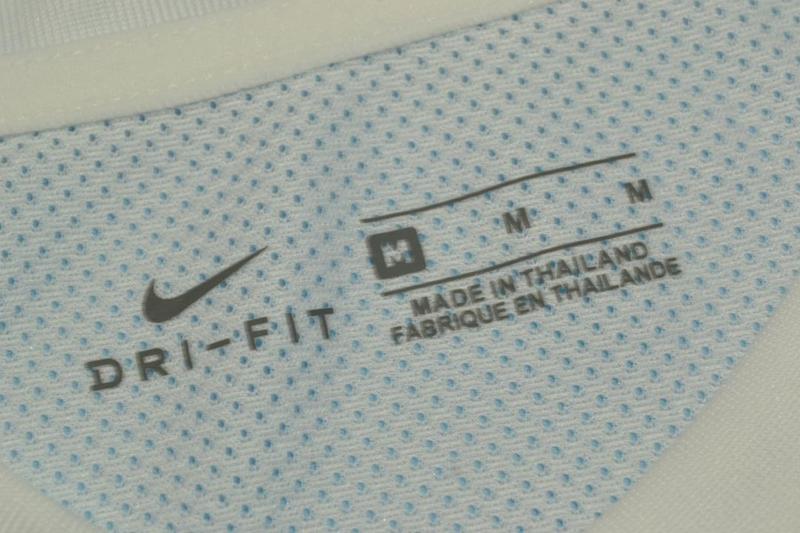 DRI-FIT
M M M
MADE IN THAILAND
FABRIQUE EN THAILANDE